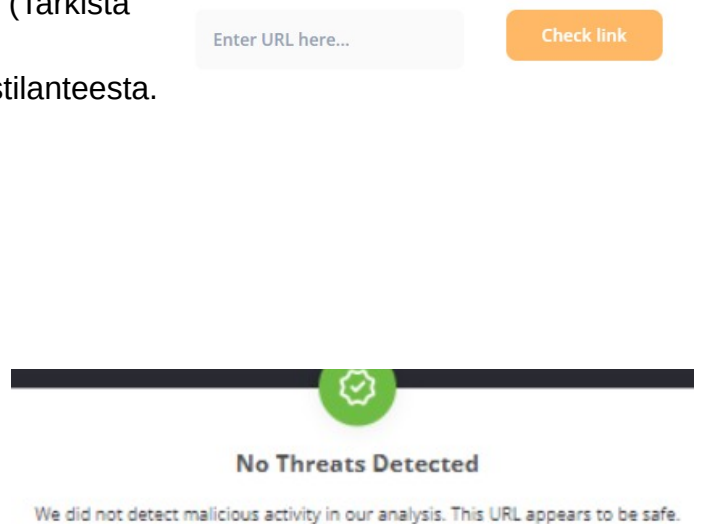 (Tarkista
Enter URL here...
Check link
stilanteesta.
No Threats Detected
We did not detect malicious activity in our analysis. This URL appears to be safe.